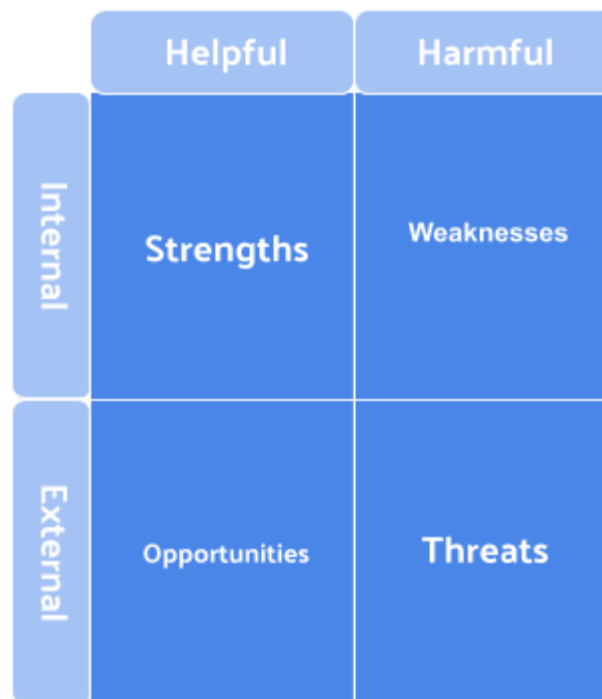 Helpful
Harmful
Internal
Strengths
Weaknesses
External
Opportunities
Threats